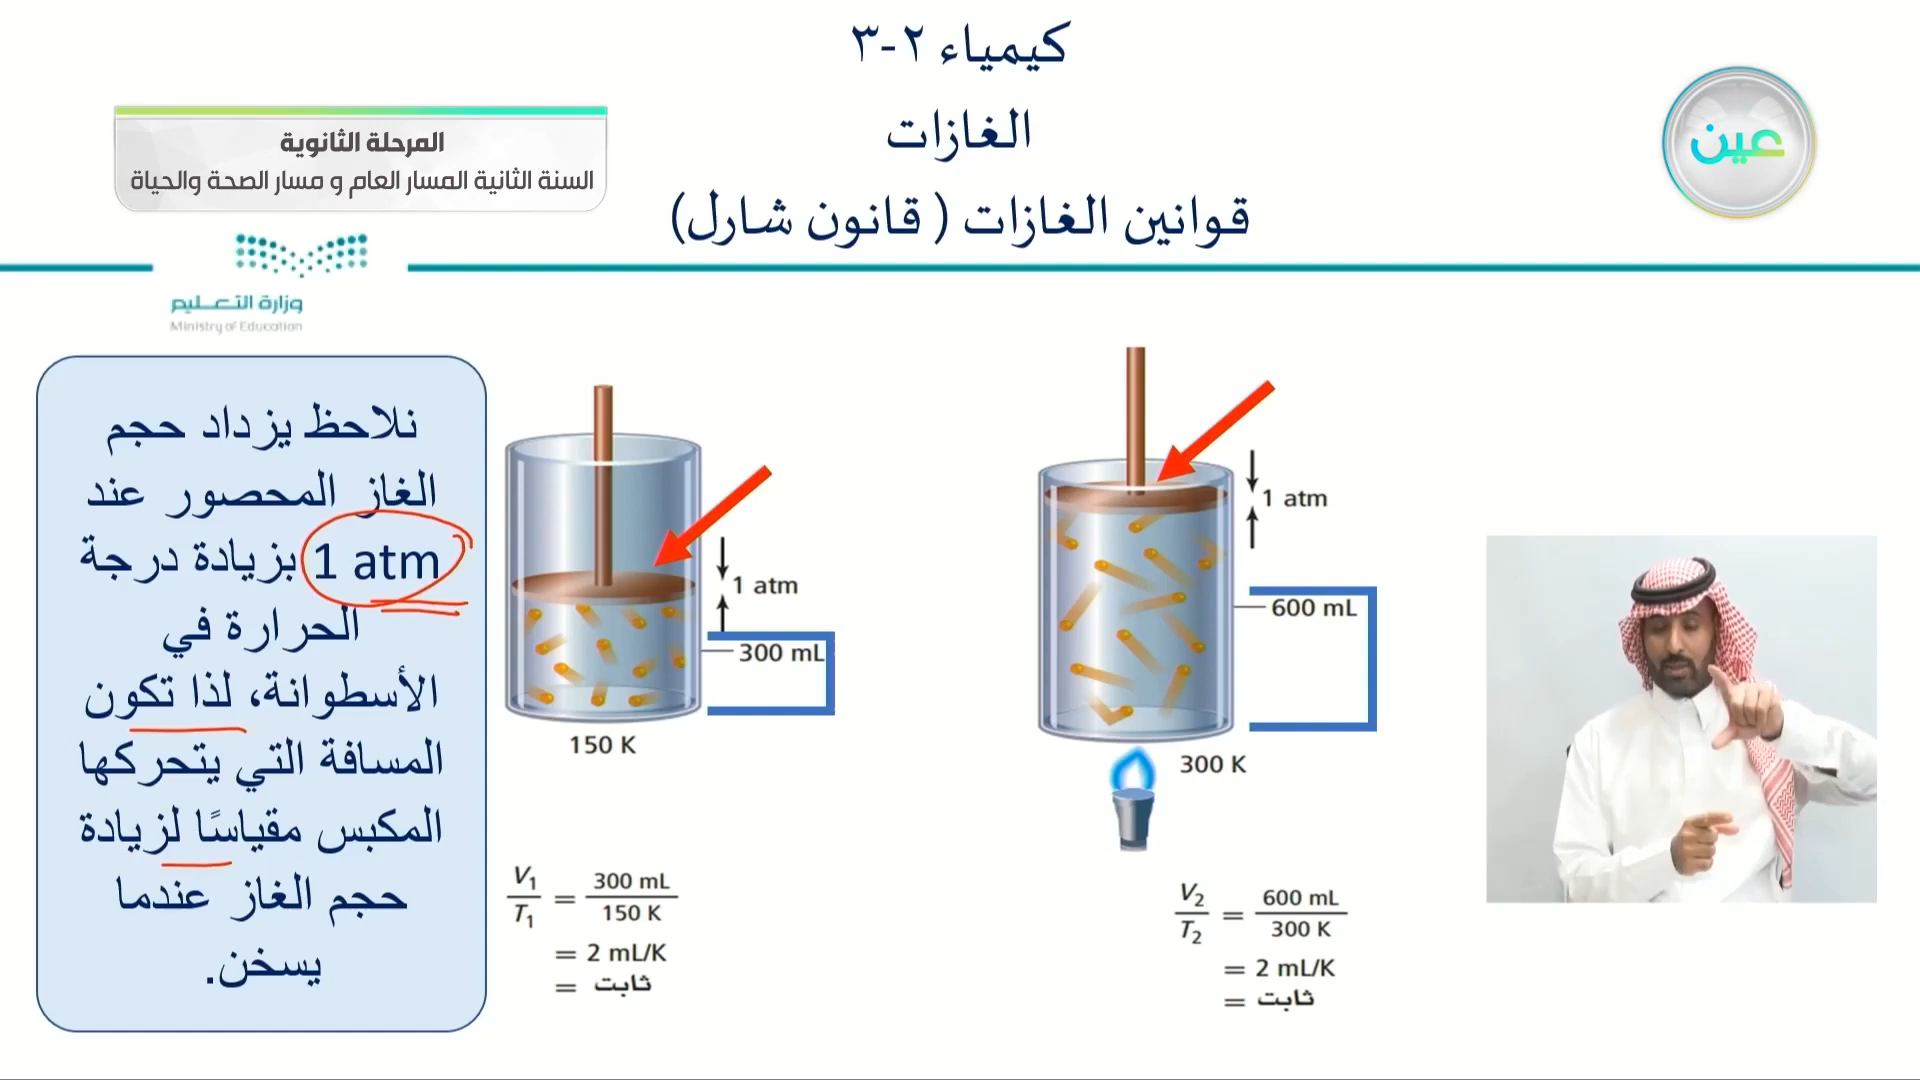 كيمياء ٢-٣
الغازات
قوانين الغازات ( قانون شارل)
عين
المرحلة الثانوية
السنة الثانية المسار العام و مسار الصحة والحياة
وزارة التعليم
Ministry of Education
نلاحظ يزداد حجم
الغاز المحصور عند
1 atm بزيادة درجة
الحرارة في
الأسطوانة، لذا تكون
المسافة التي يتحركها
المكبس مقياسًا لزيادة
حجم الغاز عندما
يسخن.
1 atm
300 mL
150 K
V₁/T₁ = 300 mL/150 K
= 2 mL/K
= ثابت
1 atm
600 mL
300 K
V₂/T₂ = 600 mL/300 K
= 2 mL/K
= ثابت